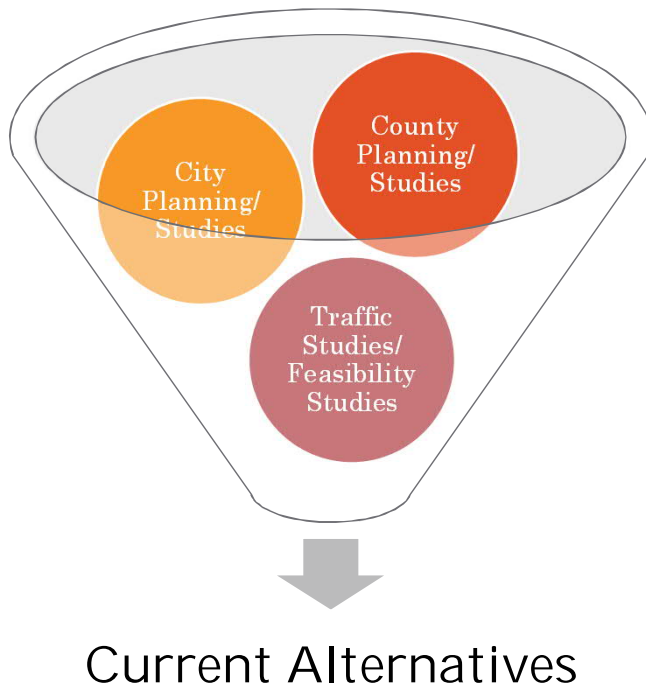 County
Planning/
Studies
City
Planning/
Studies
Traffic
Studies/
Feasibility
Studies
Current Alternatives